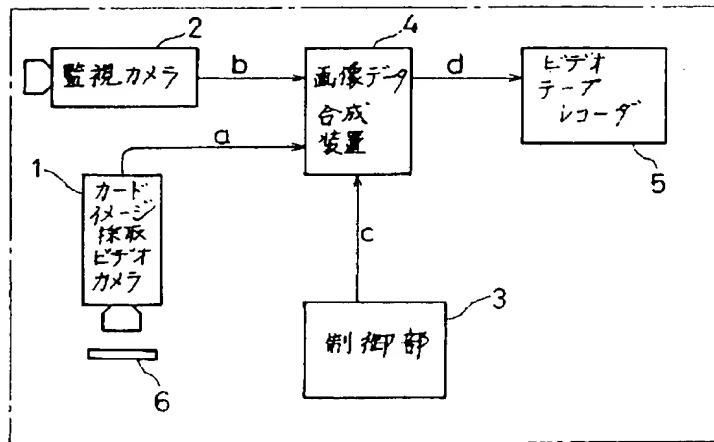 2
監視カメラ
b
4
画像データ
合成
装置
d
ビデオ
テープ
レコーダ
5
a
1
カード
イメージ
採取
ビデオ
カメラ
6
c
3
制御部